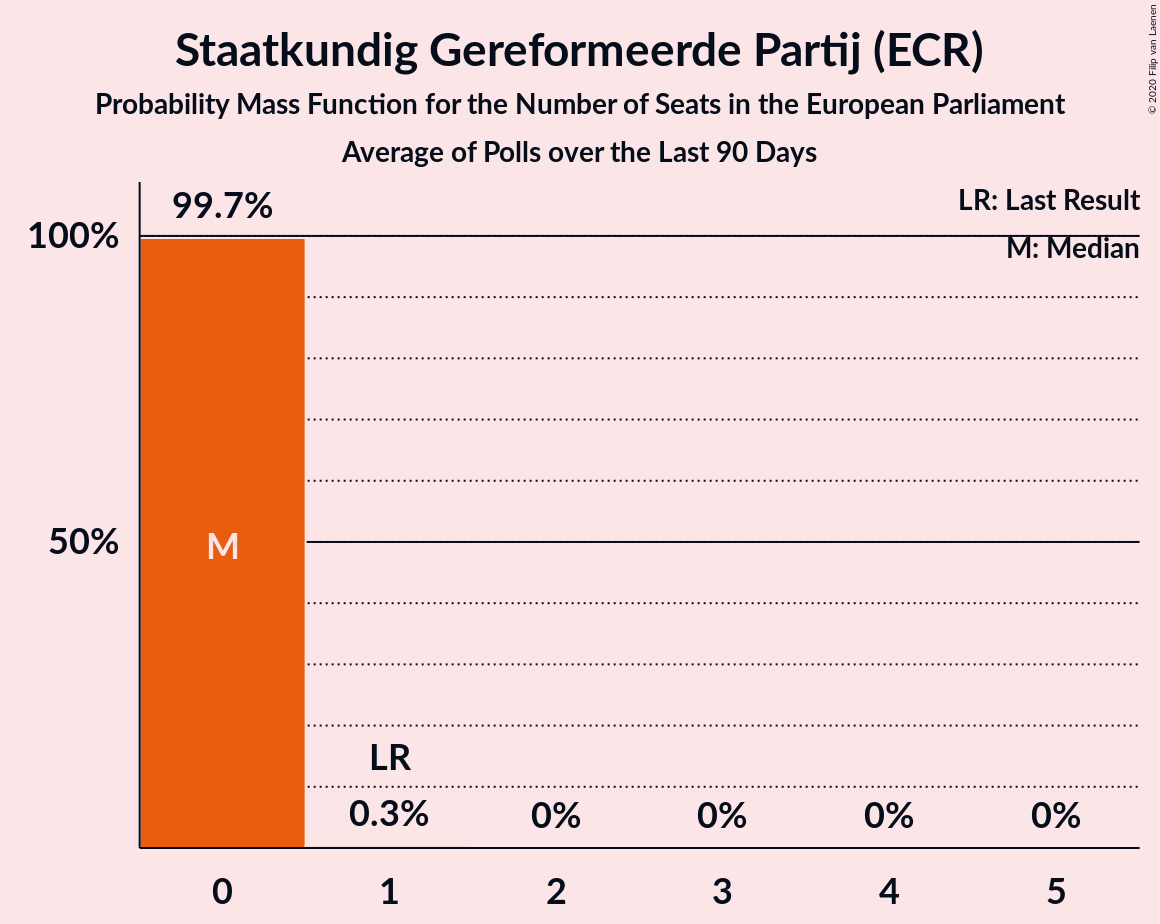 Staatkundig Gereformeerde Partij (ECR)
Probability Mass Function for the Number of Seats in the European Parliament
Average of Polls over the Last 90 Days
© 2020 Filip van Laenen
LR: Last Result
M: Median
99.7%
100%
50%
M
LR
0.3%
0%
0%
0%
0%
0
1
2
3
4
5